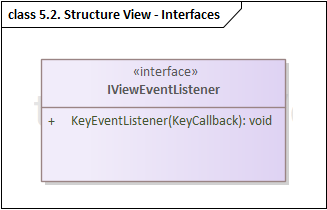 class 5.2. Structure View - Interfaces
«interface»
IViewEventListener
+ KeyEventListener(KeyCallback): void